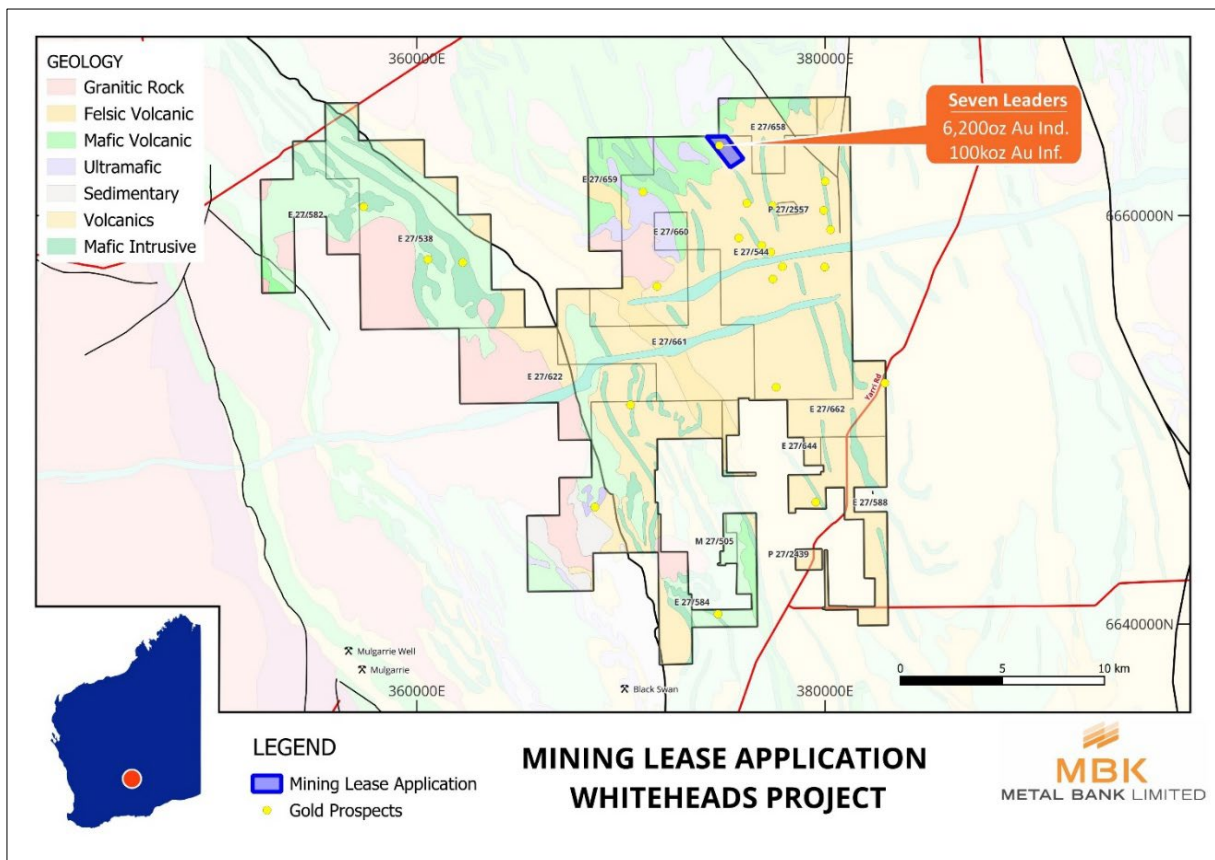 360000E
380000E
GEOLOGY
Granitic Rock
Felsic Volcanic
Mafic Volcanic
Ultramafic
Sedimentary
Volcanics
Mafic Intrusive
Seven Leaders
6,200oz Au Ind.
100koz Au Inf.
E 27/658
E 27/659
E 27/582
P 27/2557
6660000N
E 27/538
E 27/660
E 27/544
E 27/661
E 27/622
Yarri Rd
E 27/662
E 27/644
E 27/588
M 27/505
P 27/2439
E 27/584
6640000N
Mulgarrie Well
Mulgarrie
Black Swan
0 5 10 km
360000E
380000E
LEGEND
Mining Lease Application
Gold Prospects
MINING LEASE APPLICATION
WHITEHEADS PROJECT
MBK
METAL BANK LIMITED